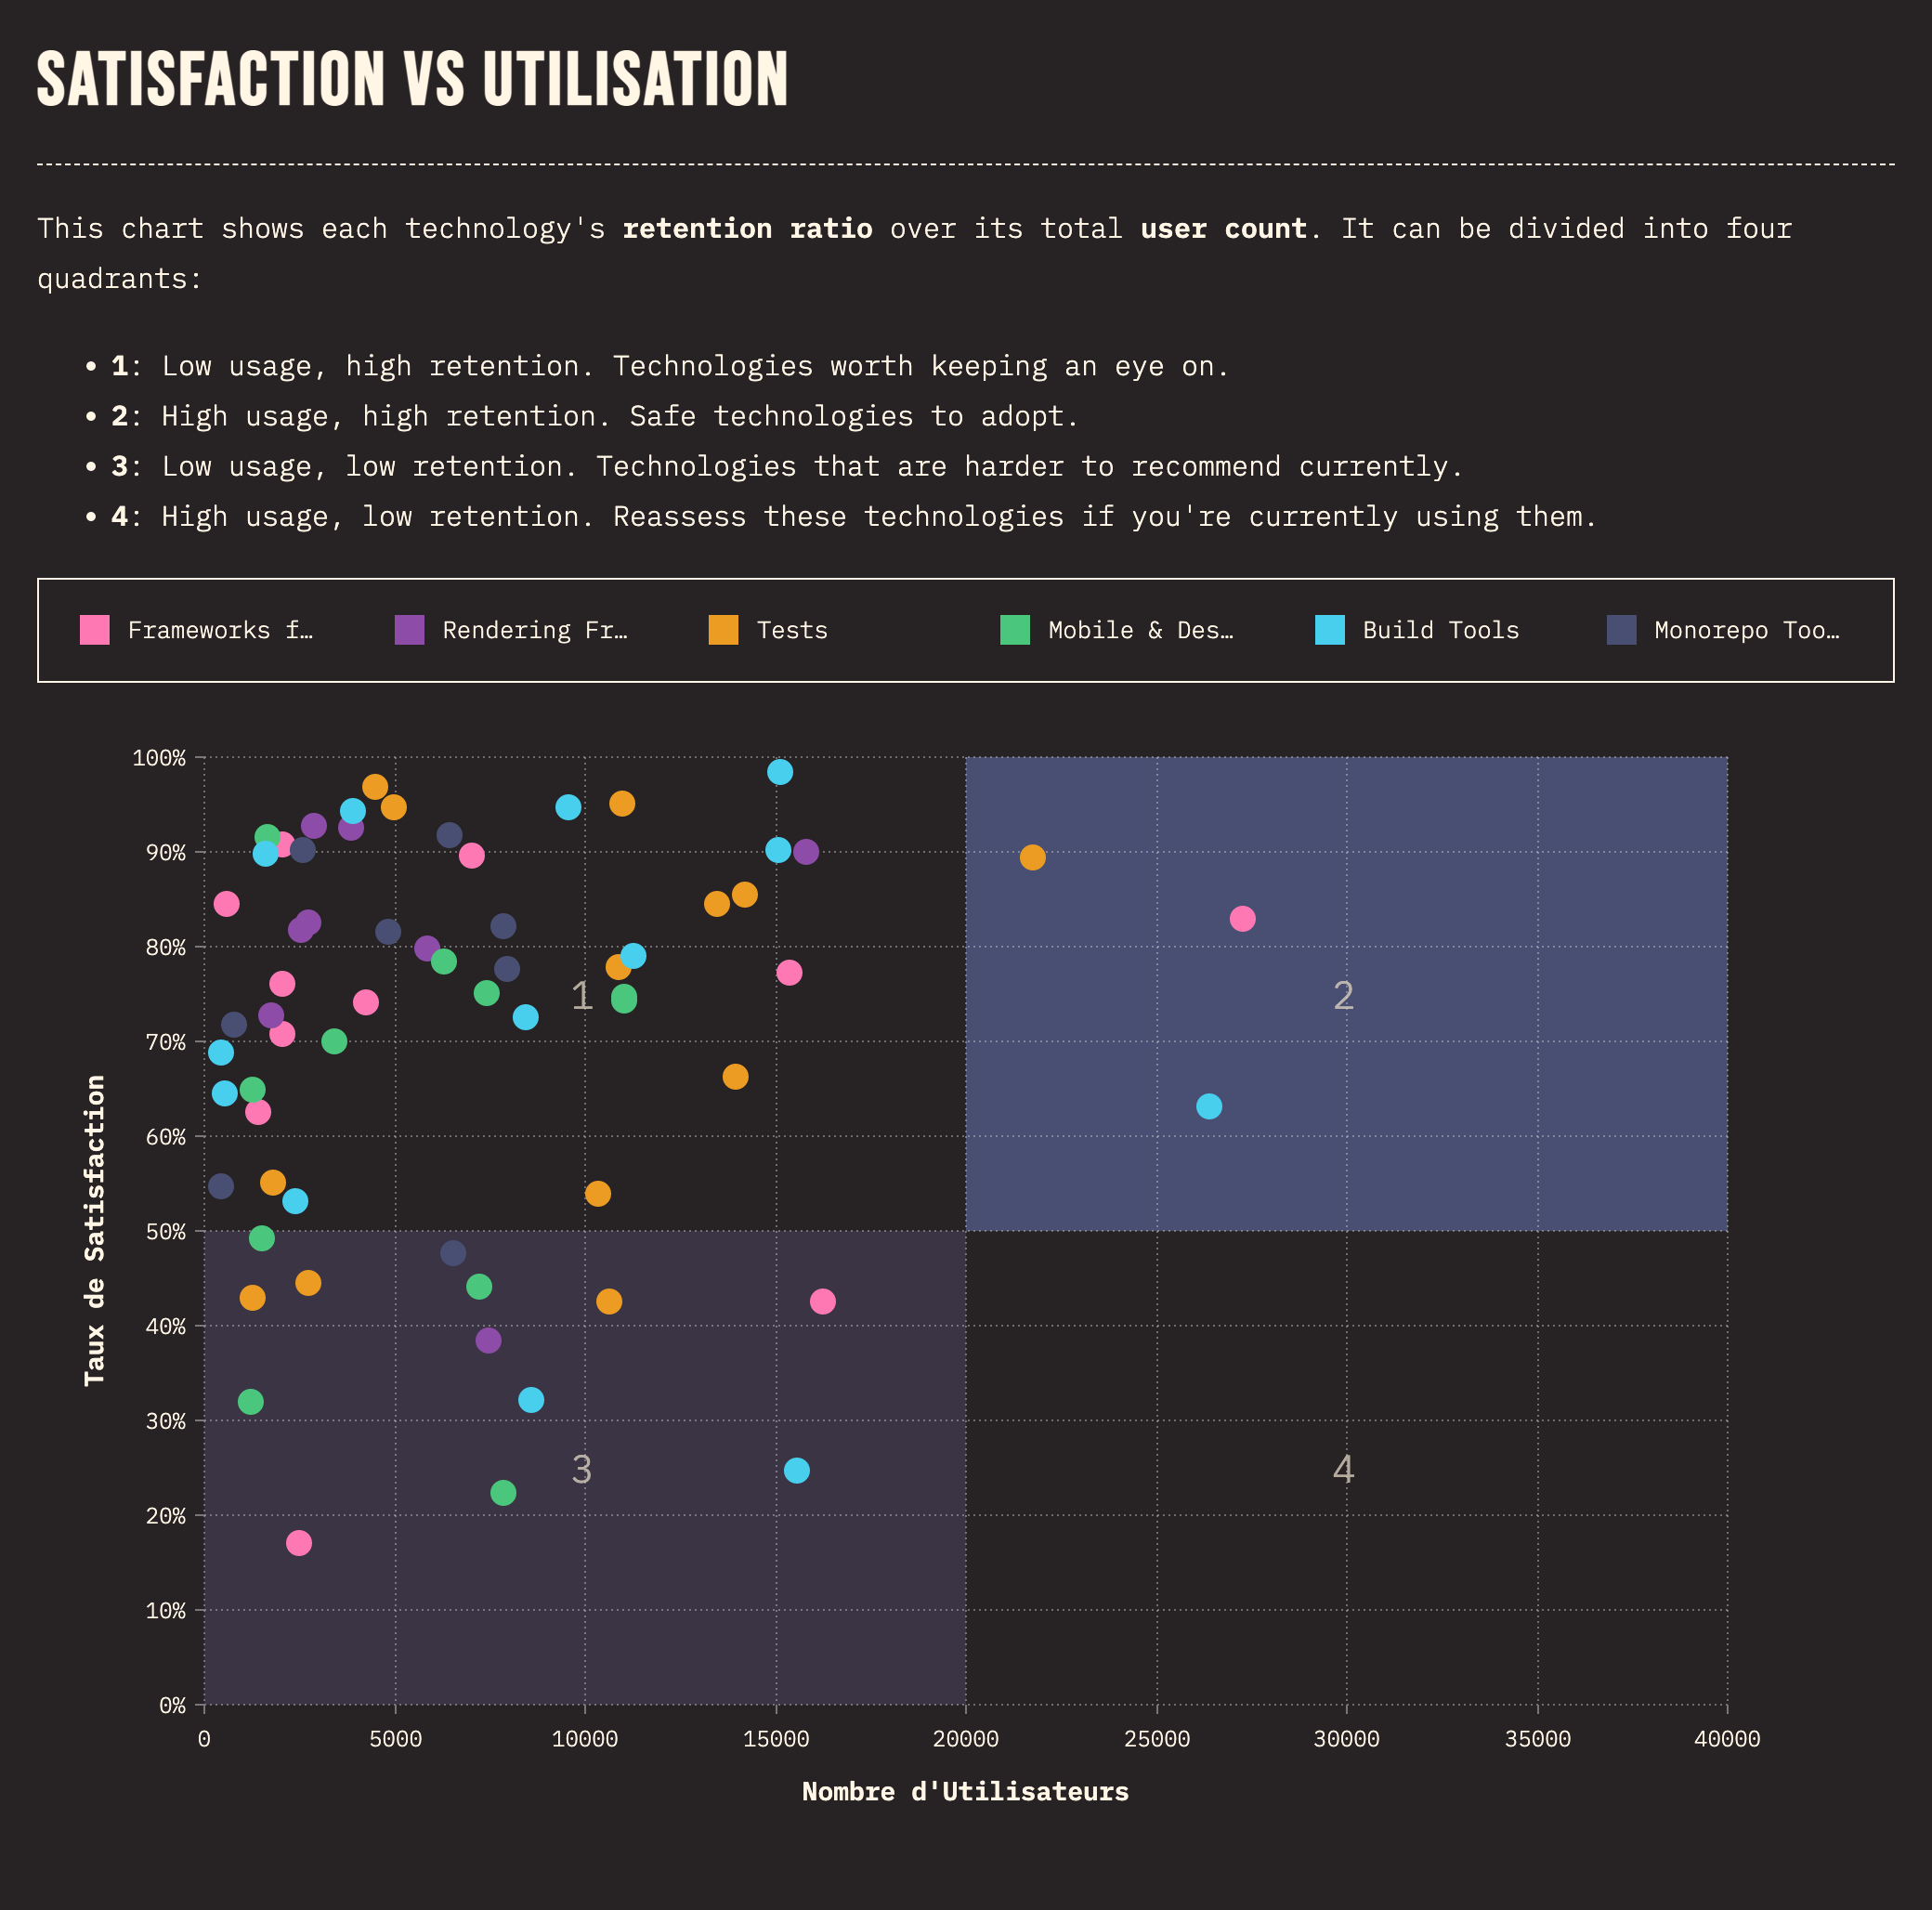 SATISFACTION VS UTILISATION
This chart shows each technology's retention ratio over its total user count. It can be divided into four
quadrants:
• 1: Low usage, high retention. Technologies worth keeping an eye on.
• 2: High usage, high retention. Safe technologies to adopt.
• 3: Low usage, low retention. Technologies that are harder to recommend currently.
• 4: High usage, low retention. Reassess these technologies if you're currently using them.
Frameworks f… Rendering Fr… Tests Mobile & Des… Build Tools Monorepo Too…
100%
90%
80%
1 2
70%
Taux de Satisfaction
60%
50%
40%
30%
3 4
20%
10%
0%
0 5000 10000 15000 20000 25000 30000 35000 40000
Nombre d'Utilisateurs